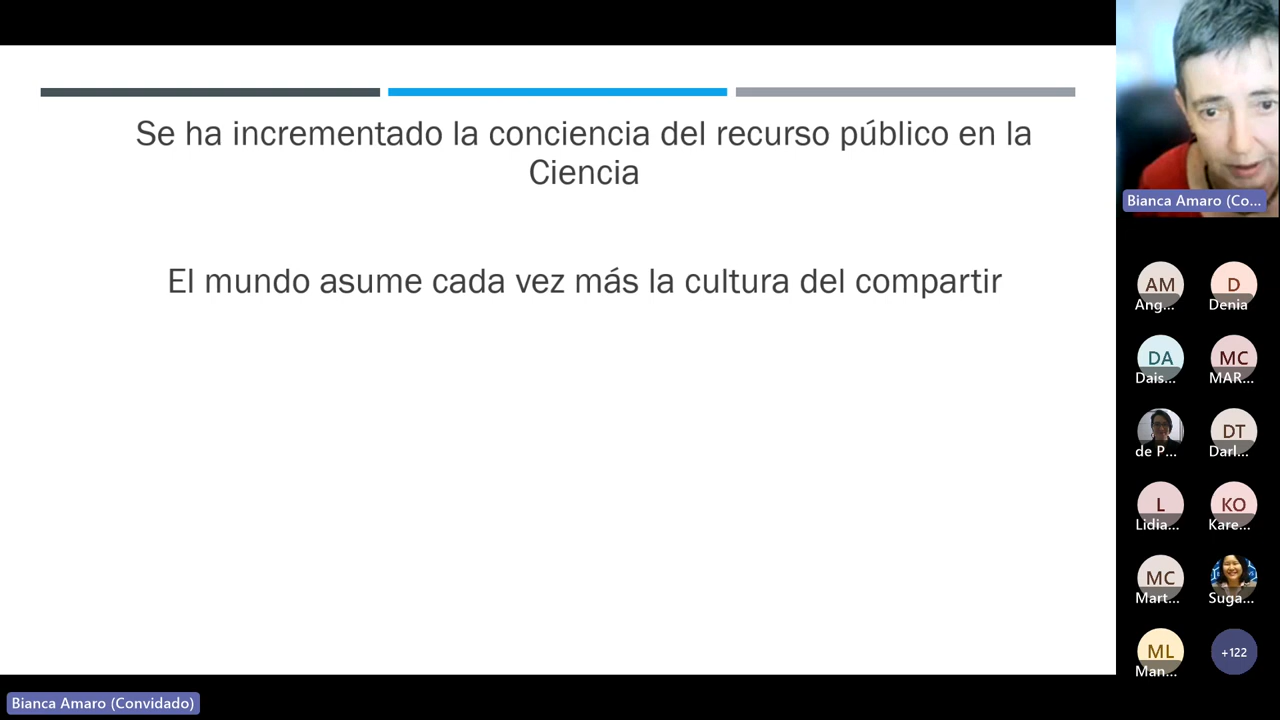 Se ha incrementado la conciencia del recurso público en la
Ciencia
El mundo asume cada vez más la cultura del compartir
Bianca Amaro (Co...
AM
Ang...
D
Denia
DA
Dais...
MC
MAR...
de P...
DT
Darl...
L
Lidia...
KO
Kare...
MC
Mart...
Suga...
ML
Man...
+122
Bianca Amaro (Convidado)